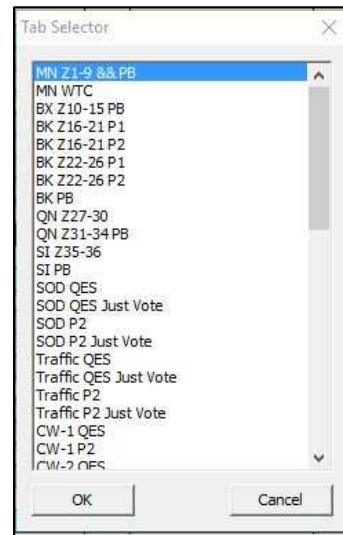 Tab Selector
MN Z1-9 && PB
MN WTC
BX Z10-15 PB
BK Z16-21 P1
BK Z16-21 P2
BK Z22-26 P1
BK Z22-26 P2
BK PB
QN Z27-30
QN Z31-34 PB
SI Z35-36
SI PB
SOD QES
SOD QES Just Vote
SOD P2
SOD P2 Just Vote
Traffic QES
Traffic QES Just Vote
Traffic P2
Traffic P2 Just Vote
CW-1 QES
CW-1 P2
CW-2 QES
OK
Cancel